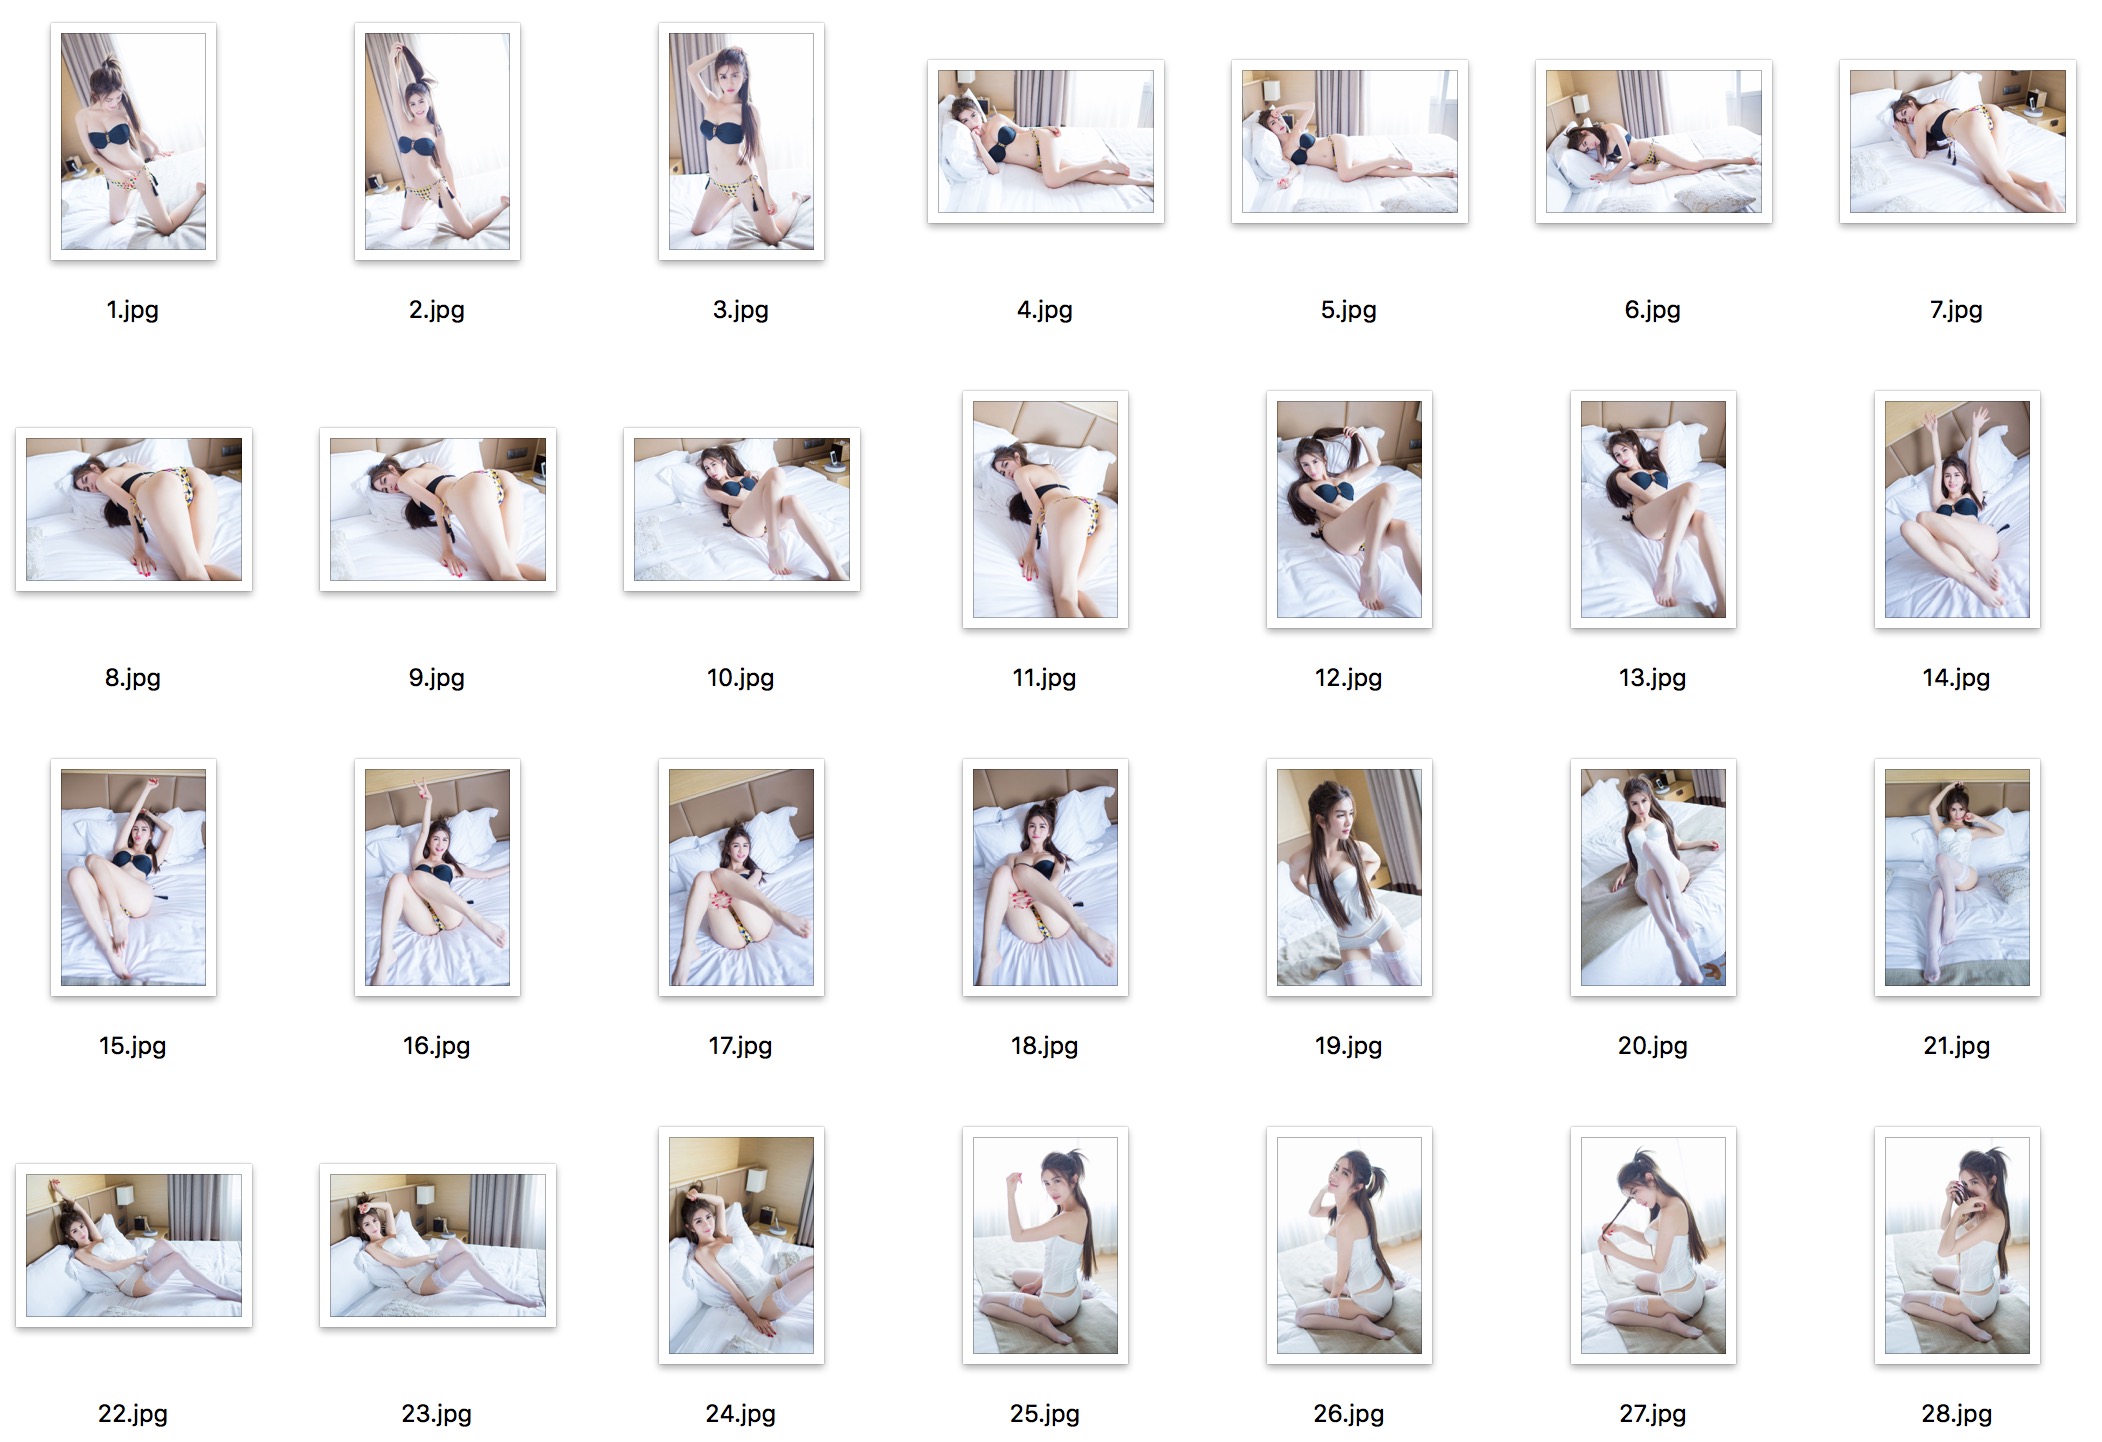 1.jpg 2.jpg 3.jpg 4.jpg 5.jpg 6.jpg 7.jpg
8.jpg 9.jpg 10.jpg 11.jpg 12.jpg 13.jpg 14.jpg
15.jpg 16.jpg 17.jpg 18.jpg 19.jpg 20.jpg 21.jpg
22.jpg 23.jpg 24.jpg 25.jpg 26.jpg 27.jpg 28.jpg